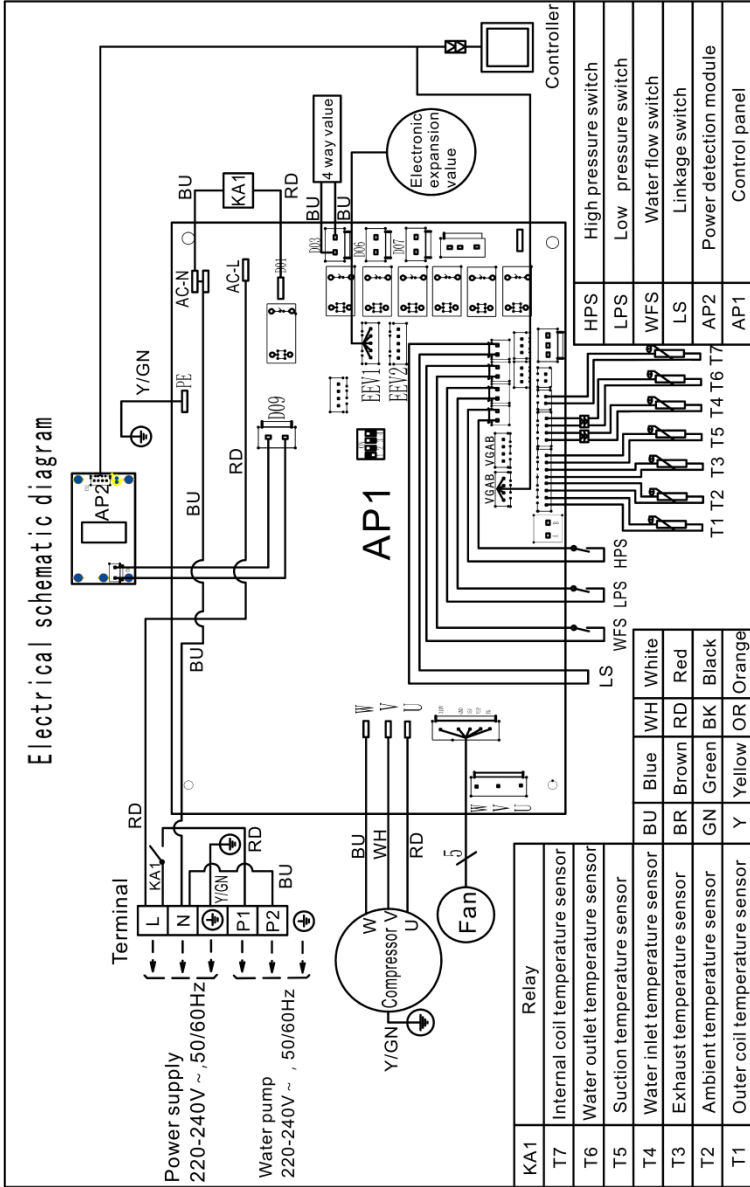 Electrical schematic diagram
Terminal
L
N
P1
P2
Power supply
220-240V~,50/60Hz
Water pump
220-240V~ , 50/60Hz
KA1
RD
RD
Y/GN
BU
BU
BU
RD
AP2
Y/GN
PE
AC-N
AC-L
D01
BU
KA1
RD
D09
BU
BU
4 way value
D03
D06
D07
Electronic
expansion
value
Controller
EEV1
EEV2
AP1
VGAB
VGAB
Y/GN
Compressor
W
V
U
BU
WH
RD
W
V
U
Fan
5
W
V
U
LS
WFS
LPS
HPS
T1
T2
T3
T5
T4
T6
T7
KA1 Relay
T7 Internal coil temperature sensor
T6 Water outlet temperature sensor
T5 Suction temperature sensor
T4 Water inlet temperature sensor
T3 Exhaust temperature sensor
T2 Ambient temperature sensor
T1 Outer coil temperature sensor
BU Blue WH White
BR Brown RD Red
GN Green BK Black
Y Yellow OR Orange
HPS High pressure switch
LPS Low pressure switch
WFS Water flow switch
LS Linkage switch
AP2 Power detection module
AP1 Control panel